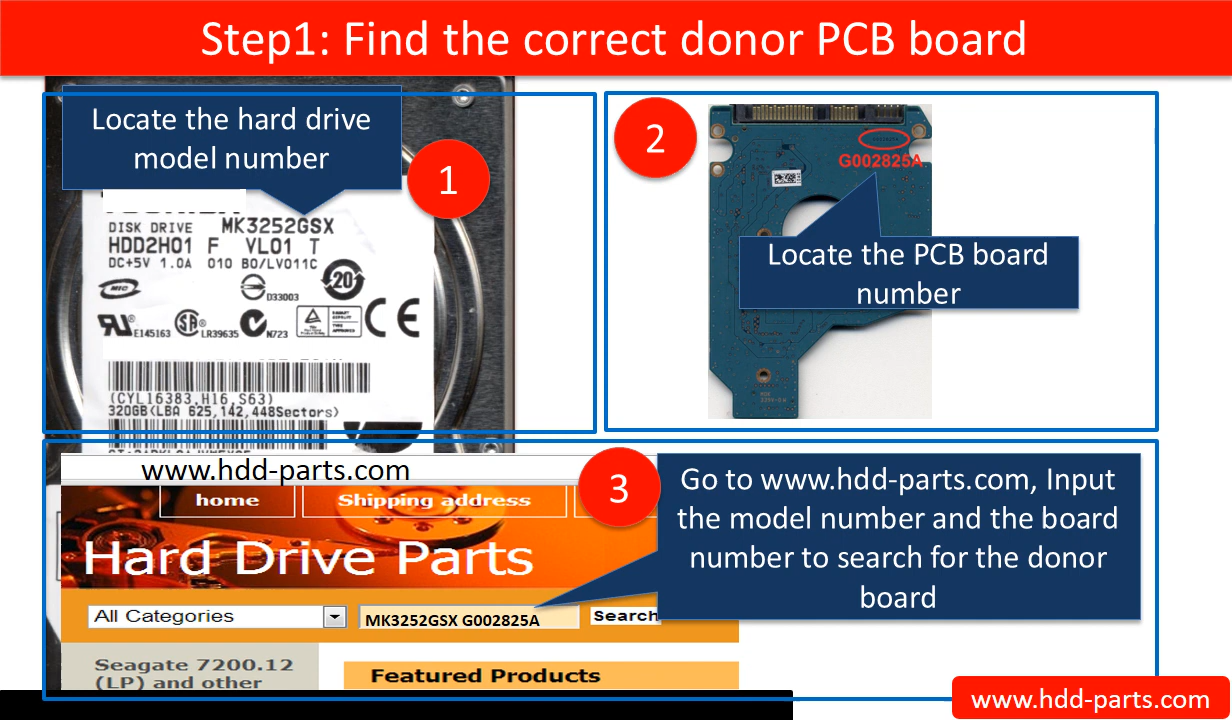 Step1: Find the correct donor PCB board
Locate the hard drive
model number
1
DISK DRIVE MK3252GSX
HDD2H01 F VL01 T
DC+5V 1.0A 010 B0/LV011C
MIC
D33003
20
E145163
LR39635
N723
(CYL16383,H16,S63)
320GB(LBA 625,142,448Sectors)
2
G002825A
Locate the PCB board
number
www.hdd-parts.com
home
Shipping address
Hard Drive Parts
All Categories
MK3252GSX G002825A
Search
Seagate 7200.12
(LP) and other
Featured Products
3
Go to www.hdd-parts.com, Input
the model number and the board
number to search for the donor
board
www.hdd-parts.com